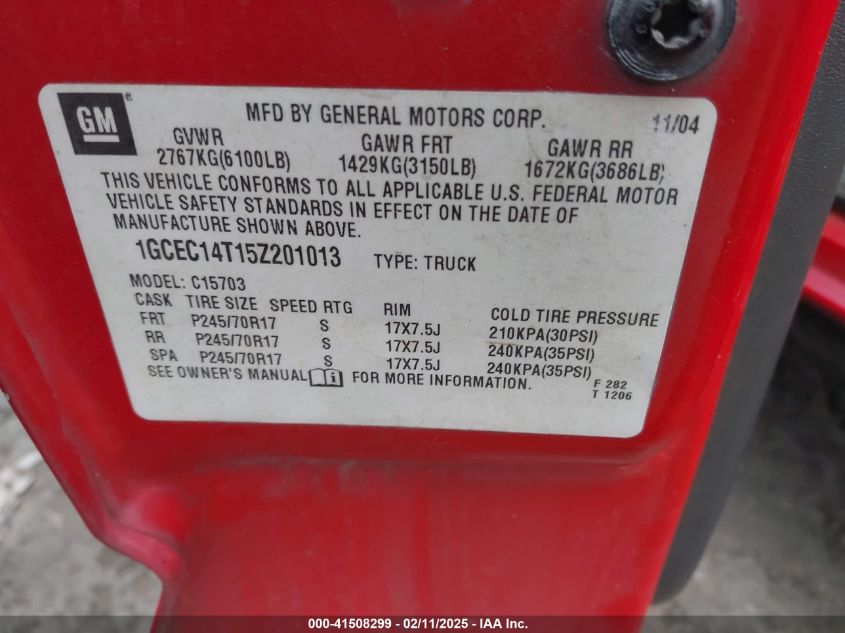 GM ®
MFD BY GENERAL MOTORS CORP. 11/04
GVWR GAWR FRT GAWR RR
2767KG(6100LB) 1429KG(3150LB) 1672KG(3686LB)
THIS VEHICLE CONFORMS TO ALL APPLICABLE U.S. FEDERAL MOTOR
VEHICLE SAFETY STANDARDS IN EFFECT ON THE DATE OF
MANUFACTURE SHOWN ABOVE.
1GCEC14T15Z201013 TYPE: TRUCK
MODEL: C15703
CASK TIRE SIZE SPEED RTG RIM COLD TIRE PRESSURE
FRT P245/70R17 S 17X7.5J 210KPA(30PSI)
RR P245/70R17 S 17X7.5J 240KPA(35PSI)
SPA P245/70R17 S 17X7.5J 240KPA(35PSI)
SEE OWNER'S MANUAL FOR MORE INFORMATION.
F 282
T 1206
000-41508299 - 02/11/2025 - IAA Inc.